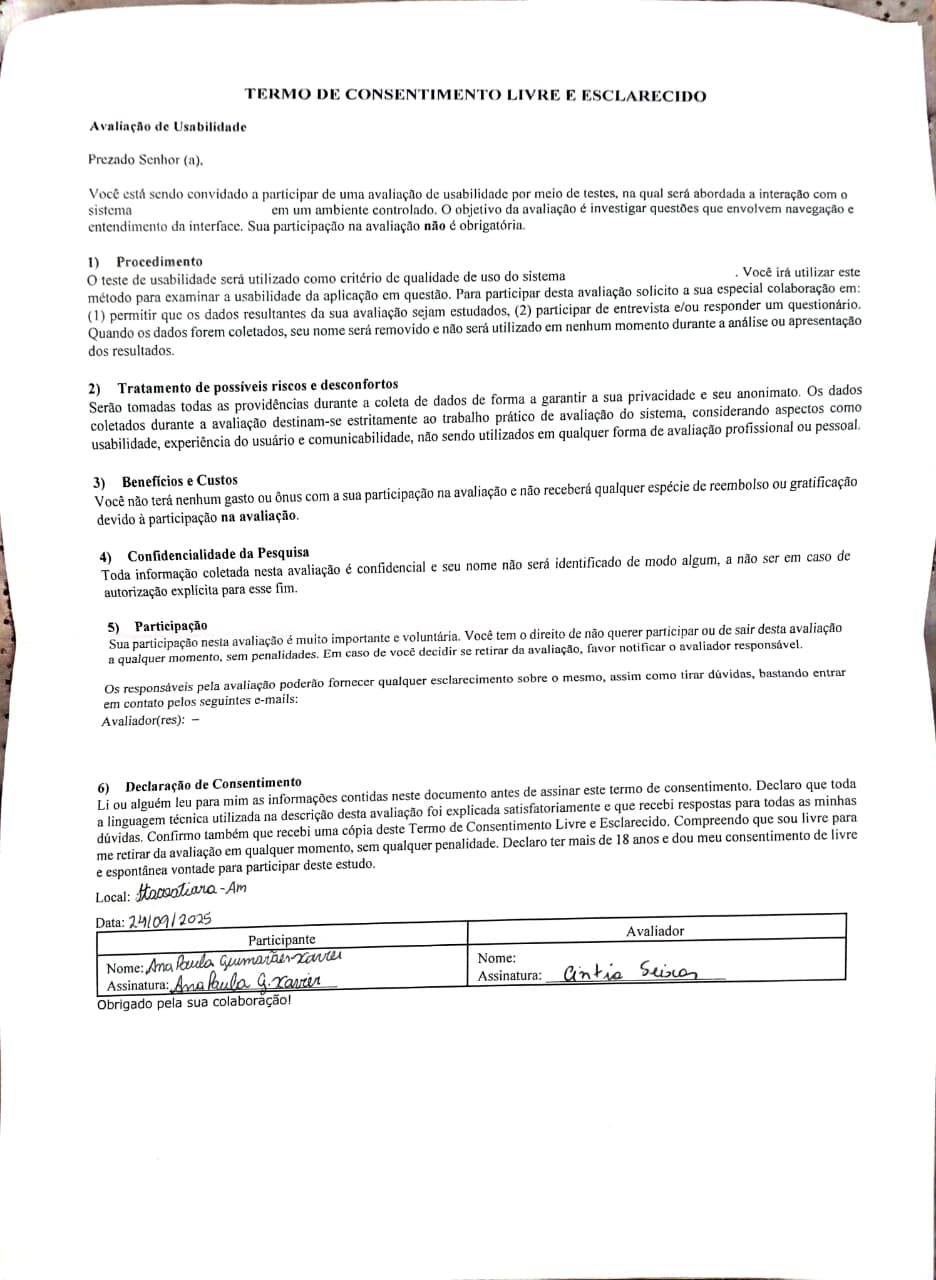 TERMO DE CONSENTIMENTO LIVRE E ESCLARECIDO
Avaliação de Usabilidade
Prezado Senhor (a),
Você está sendo convidado a participar de uma avaliação de usabilidade por meio de testes, na qual será abordada a interação com o
sistema em um ambiente controlado. O objetivo da avaliação é investigar questões que envolvem navegação e
entendimento da interface. Sua participação na avaliação não é obrigatória.
1) Procedimento
O teste de usabilidade será utilizado como critério de qualidade de uso do sistema . Você irá utilizar este
método para examinar a usabilidade da aplicação em questão. Para participar desta avaliação solicito a sua especial colaboração em:
(1) permitir que os dados resultantes da sua avaliação sejam estudados, (2) participar de entrevista e/ou responder um questionário.
Quando os dados forem coletados, seu nome será removido e não será utilizado em nenhum momento durante a análise ou apresentação
dos resultados.
2) Tratamento de possíveis riscos e desconfortos
Serão tomadas todas as providências durante a coleta de dados de forma a garantir a sua privacidade e seu anonimato. Os dados
coletados durante a avaliação destinam-se estritamente ao trabalho prático de avaliação do sistema, considerando aspectos como
usabilidade, experiência do usuário e comunicabilidade, não sendo utilizados em qualquer forma de avaliação profissional ou pessoal.
3) Benefícios e Custos
Você não terá nenhum gasto ou ônus com a sua participação na avaliação e não receberá qualquer espécie de reembolso ou gratificação
devido à participação na avaliação.
4) Confidencialidade da Pesquisa
Toda informação coletada nesta avaliação é confidencial e seu nome não será identificado de modo algum, a não ser em caso de
autorização explícita para esse fim.
5) Participação
Sua participação nesta avaliação é muito importante e voluntária. Você tem o direito de não querer participar ou de sair desta avaliação
a qualquer momento, sem penalidades. Em caso de você decidir se retirar da avaliação, favor notificar o avaliador responsável.
Os responsáveis pela avaliação poderão fornecer qualquer esclarecimento sobre o mesmo, assim como tirar dúvidas, bastando entrar
em contato pelos seguintes e-mails:
Avaliador(res): –
6) Declaração de Consentimento
Li ou alguém leu para mim as informações contidas neste documento antes de assinar este termo de consentimento. Declaro que toda
a linguagem técnica utilizada na descrição desta avaliação foi explicada satisfatoriamente e que recebi respostas para todas as minhas
dúvidas. Confirmo também que recebi uma cópia deste Termo de Consentimento Livre e Esclarecido. Compreendo que sou livre para
me retirar da avaliação em qualquer momento, sem qualquer penalidade. Declaro ter mais de 18 anos e dou meu consentimento de livre
e espontânea vontade para participar deste estudo.
Local: Itacoatiara-Am
Data: 24/09/2025
Participante
Avaliador
Nome: Ana Paula Guimarães Xavier
Assinatura: Ana Paula G. Xavier
Nome:
Assinatura: Cintia Seixas
Obrigado pela sua colaboração!